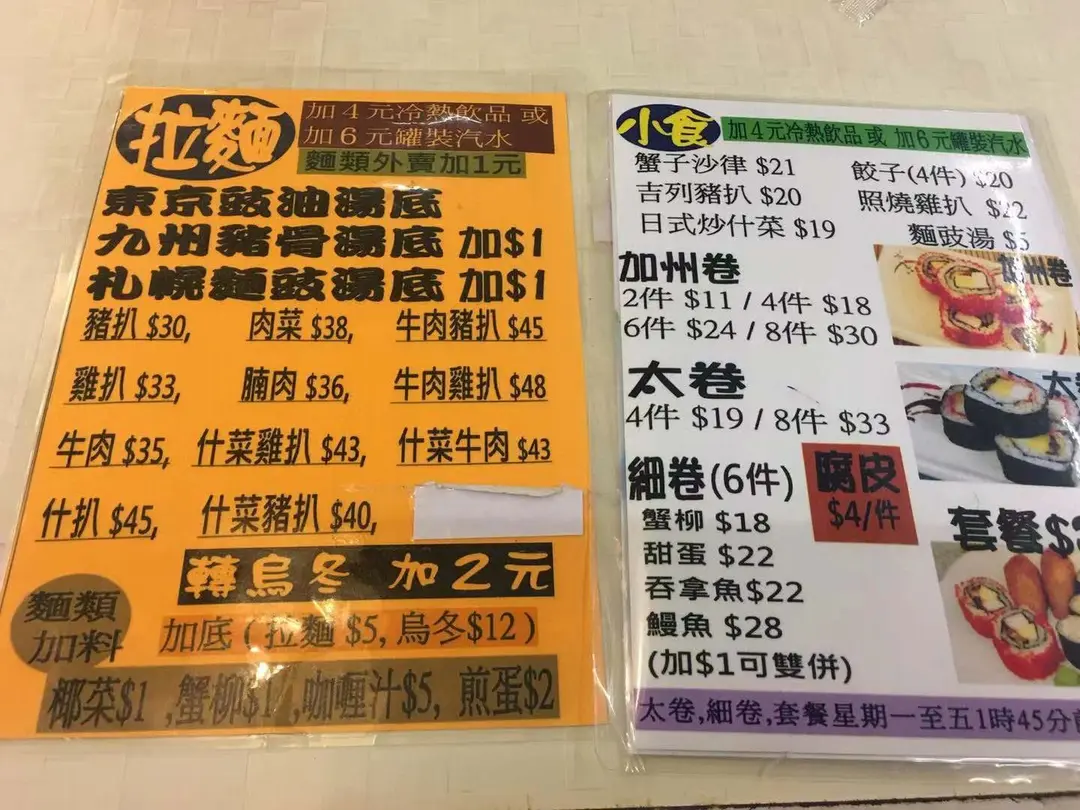 拉麵
加4元冷熱飲品 或
加6元罐裝汽水
麵類外賣加1元
東京豉油湯底
九州豬骨湯底 加$1
札幌麵豉湯底 加$1
豬扒 $30, 肉菜 $38, 牛肉豬扒 $45
雞扒 $33, 腩肉 $36, 牛肉雞扒 $48
牛肉 $35, 什菜雞扒 $43, 什菜牛肉 $43
什扒 $45, 什菜豬扒 $40,
轉烏冬 加2元
麵類
加料
加底 ( 拉麵 $5, 烏冬$12 )
椰菜$1 ,蟹柳$1 ,咖喱汁$5, 煎蛋$2
小食
加4元冷熱飲品 或 加6元罐裝汽水
蟹子沙律 $21 餃子(4件) $20
吉列豬扒 $20 照燒雞扒 $22
日式炒什菜 $19 麵豉湯 $5
加州卷
加州卷
2件 $11 / 4件 $18
6件 $24 / 8件 $30
太卷
太
4件 $19 / 8件 $33
細卷(6件)
腐皮
$4/件
蟹柳 $18
甜蛋 $22
吞拿魚$22
鰻魚 $28
(加$1可雙併)
套餐
太卷,細卷,套餐星期一至五1時45分